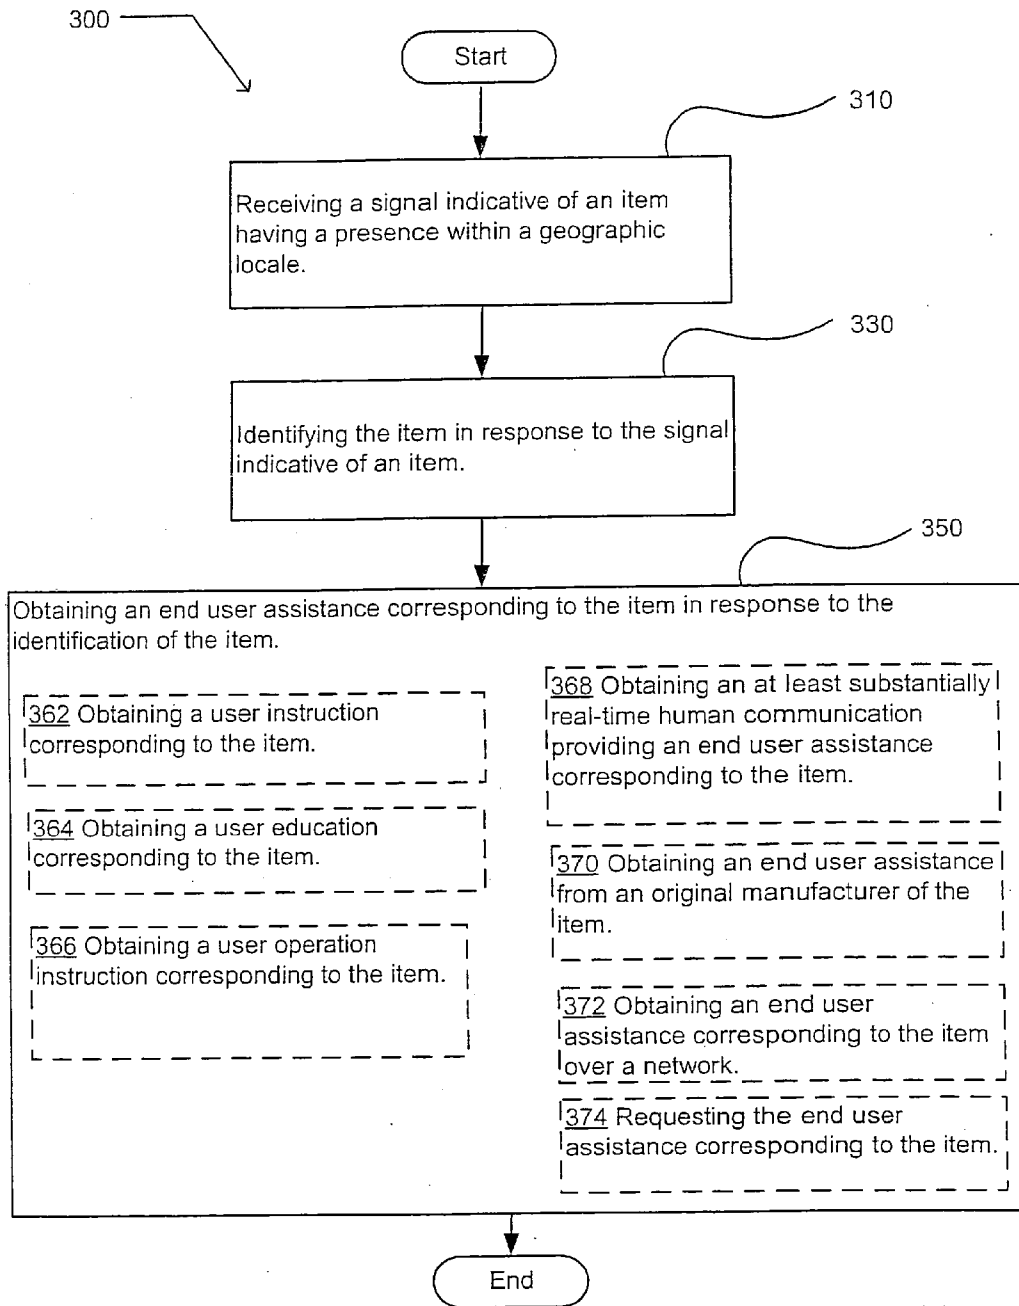 300
Start
310
Receiving a signal indicative of an item
having a presence within a geographic
locale.
330
Identifying the item in response to the signal
indicative of an item.
350
Obtaining an end user assistance corresponding to the item in response to the
identification of the item.
362 Obtaining a user instruction
corresponding to the item.
364 Obtaining a user education
corresponding to the item.
366 Obtaining a user operation
instruction corresponding to the item.
368 Obtaining an at least substantially
real-time human communication
providing an end user assistance
corresponding to the item.
370 Obtaining an end user assistance
from an original manufacturer of the
item.
372 Obtaining an end user
assistance corresponding to the item
over a network.
374 Requesting the end user
assistance corresponding to the item.
End